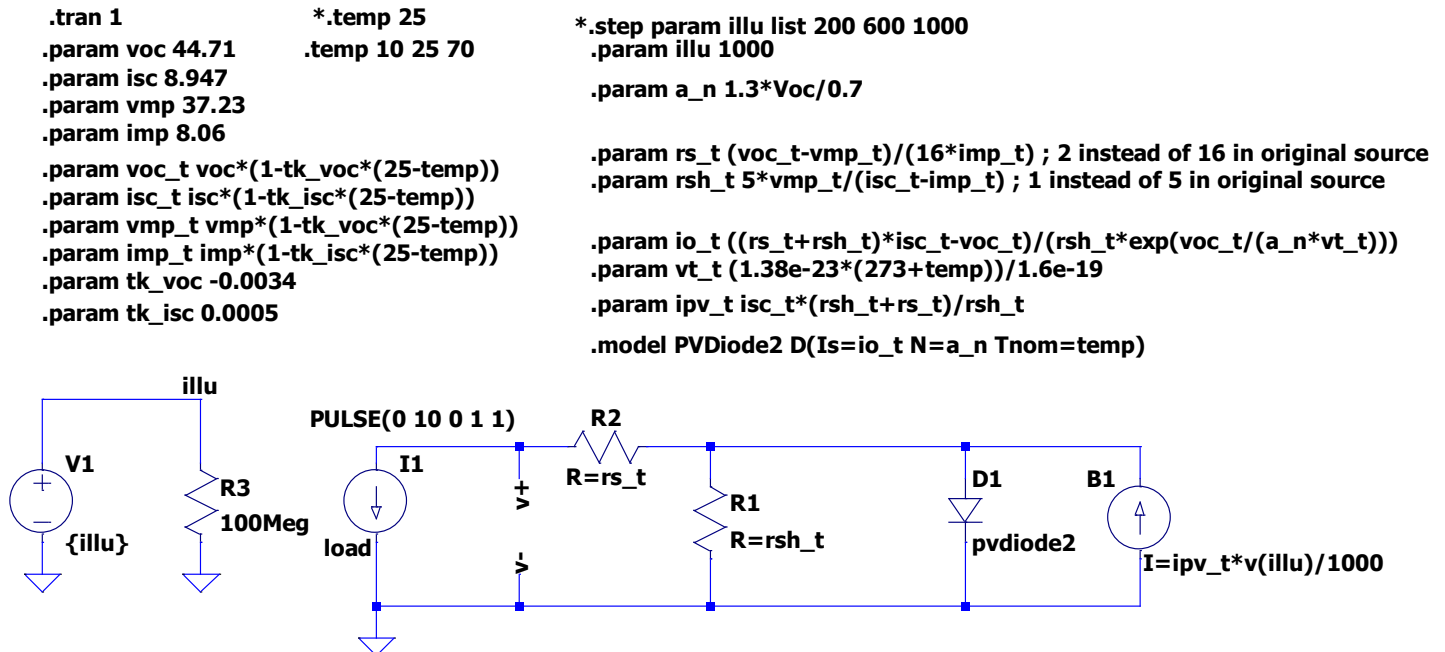 .tran 1
*.temp 25
*.step param illu list 200 600 1000
.param voc 44.71
.temp 10 25 70
.param illu 1000
.param isc 8.947
.param vmp 37.23
.param imp 8.06
.param a_n 1.3*Voc/0.7
.param voc_t voc*(1-tk_voc*(25-temp))
.param isc_t isc*(1-tk_isc*(25-temp))
.param vmp_t vmp*(1-tk_voc*(25-temp))
.param imp_t imp*(1-tk_isc*(25-temp))
.param tk_voc -0.0034
.param tk_isc 0.0005
.param rs_t (voc_t-vmp_t)/(16*imp_t) ; 2 instead of 16 in original source
.param rsh_t 5*vmp_t/(isc_t-imp_t) ; 1 instead of 5 in original source
.param io_t ((rs_t+rsh_t)*isc_t-voc_t)/(rsh_t*exp(voc_t/(a_n*vt_t)))
.param vt_t (1.38e-23*(273+temp))/1.6e-19
.param ipv_t isc_t*(rsh_t+rs_t)/rsh_t
.model PVDiode2 D(Is=io_t N=a_n Tnom=temp)
illu
V1
{illu}
R3
100Meg
PULSE(0 10 0 1 1)
I1
load
v+
v-
R2
R=rs_t
R1
R=rsh_t
D1
pvdiode2
B1
I=ipv_t*v(illu)/1000